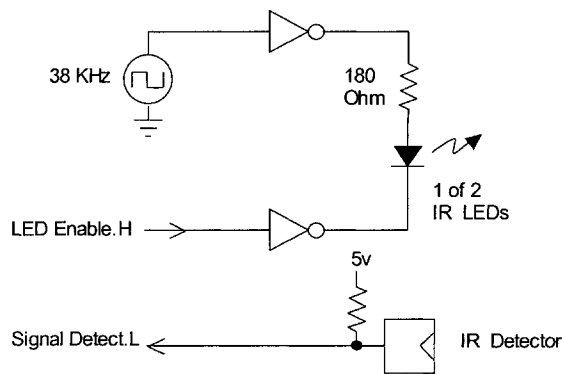 38 KHz
180
Ohm
1 of 2
IR LEDs
LED Enable.H
5v
Signal Detect.L
IR Detector